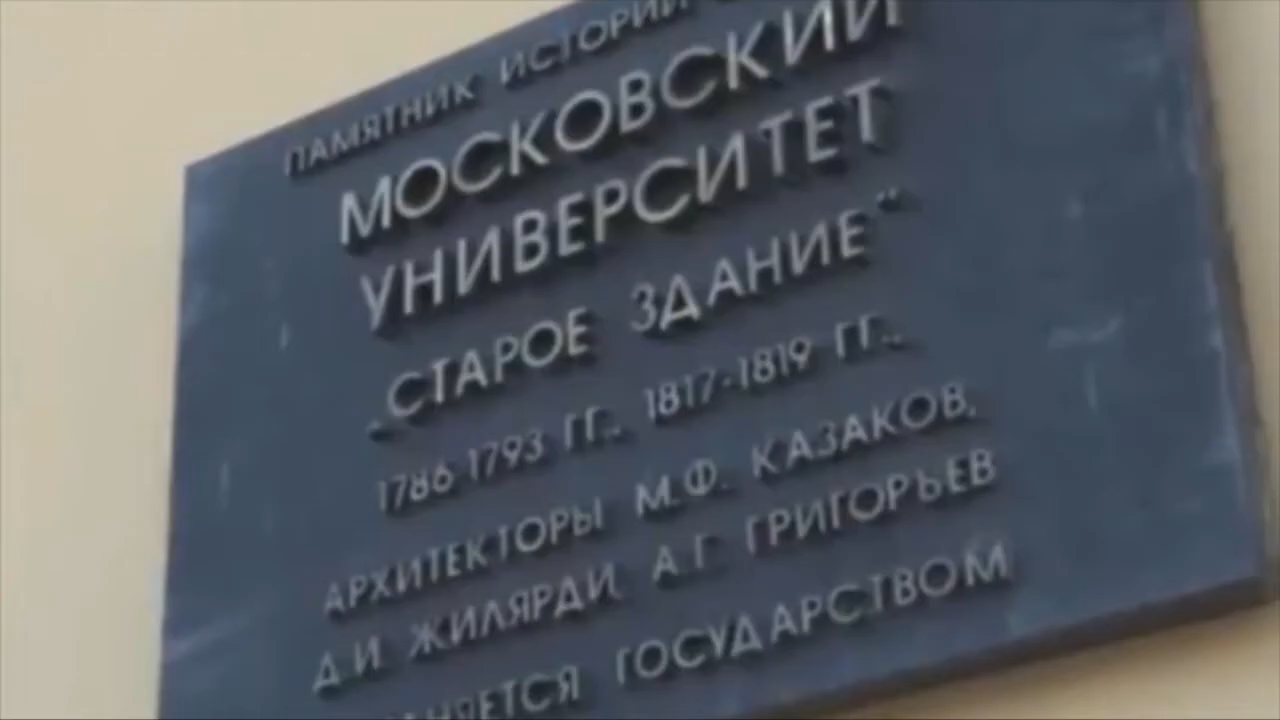 ПАМЯТНИК ИСТОРИИ
МОСКОВСКИЙ
УНИВЕРСИТЕТ
„СТАРОЕ ЗДАНИЕ“
1786-1793 ГГ., 1817-1819 ГГ.,
АРХИТЕКТОРЫ М.Ф. КАЗАКОВ,
Д.И. ЖИЛЯРДИ, А.Г. ГРИГОРЬЕВ
ГОСУДАРСТВОМ